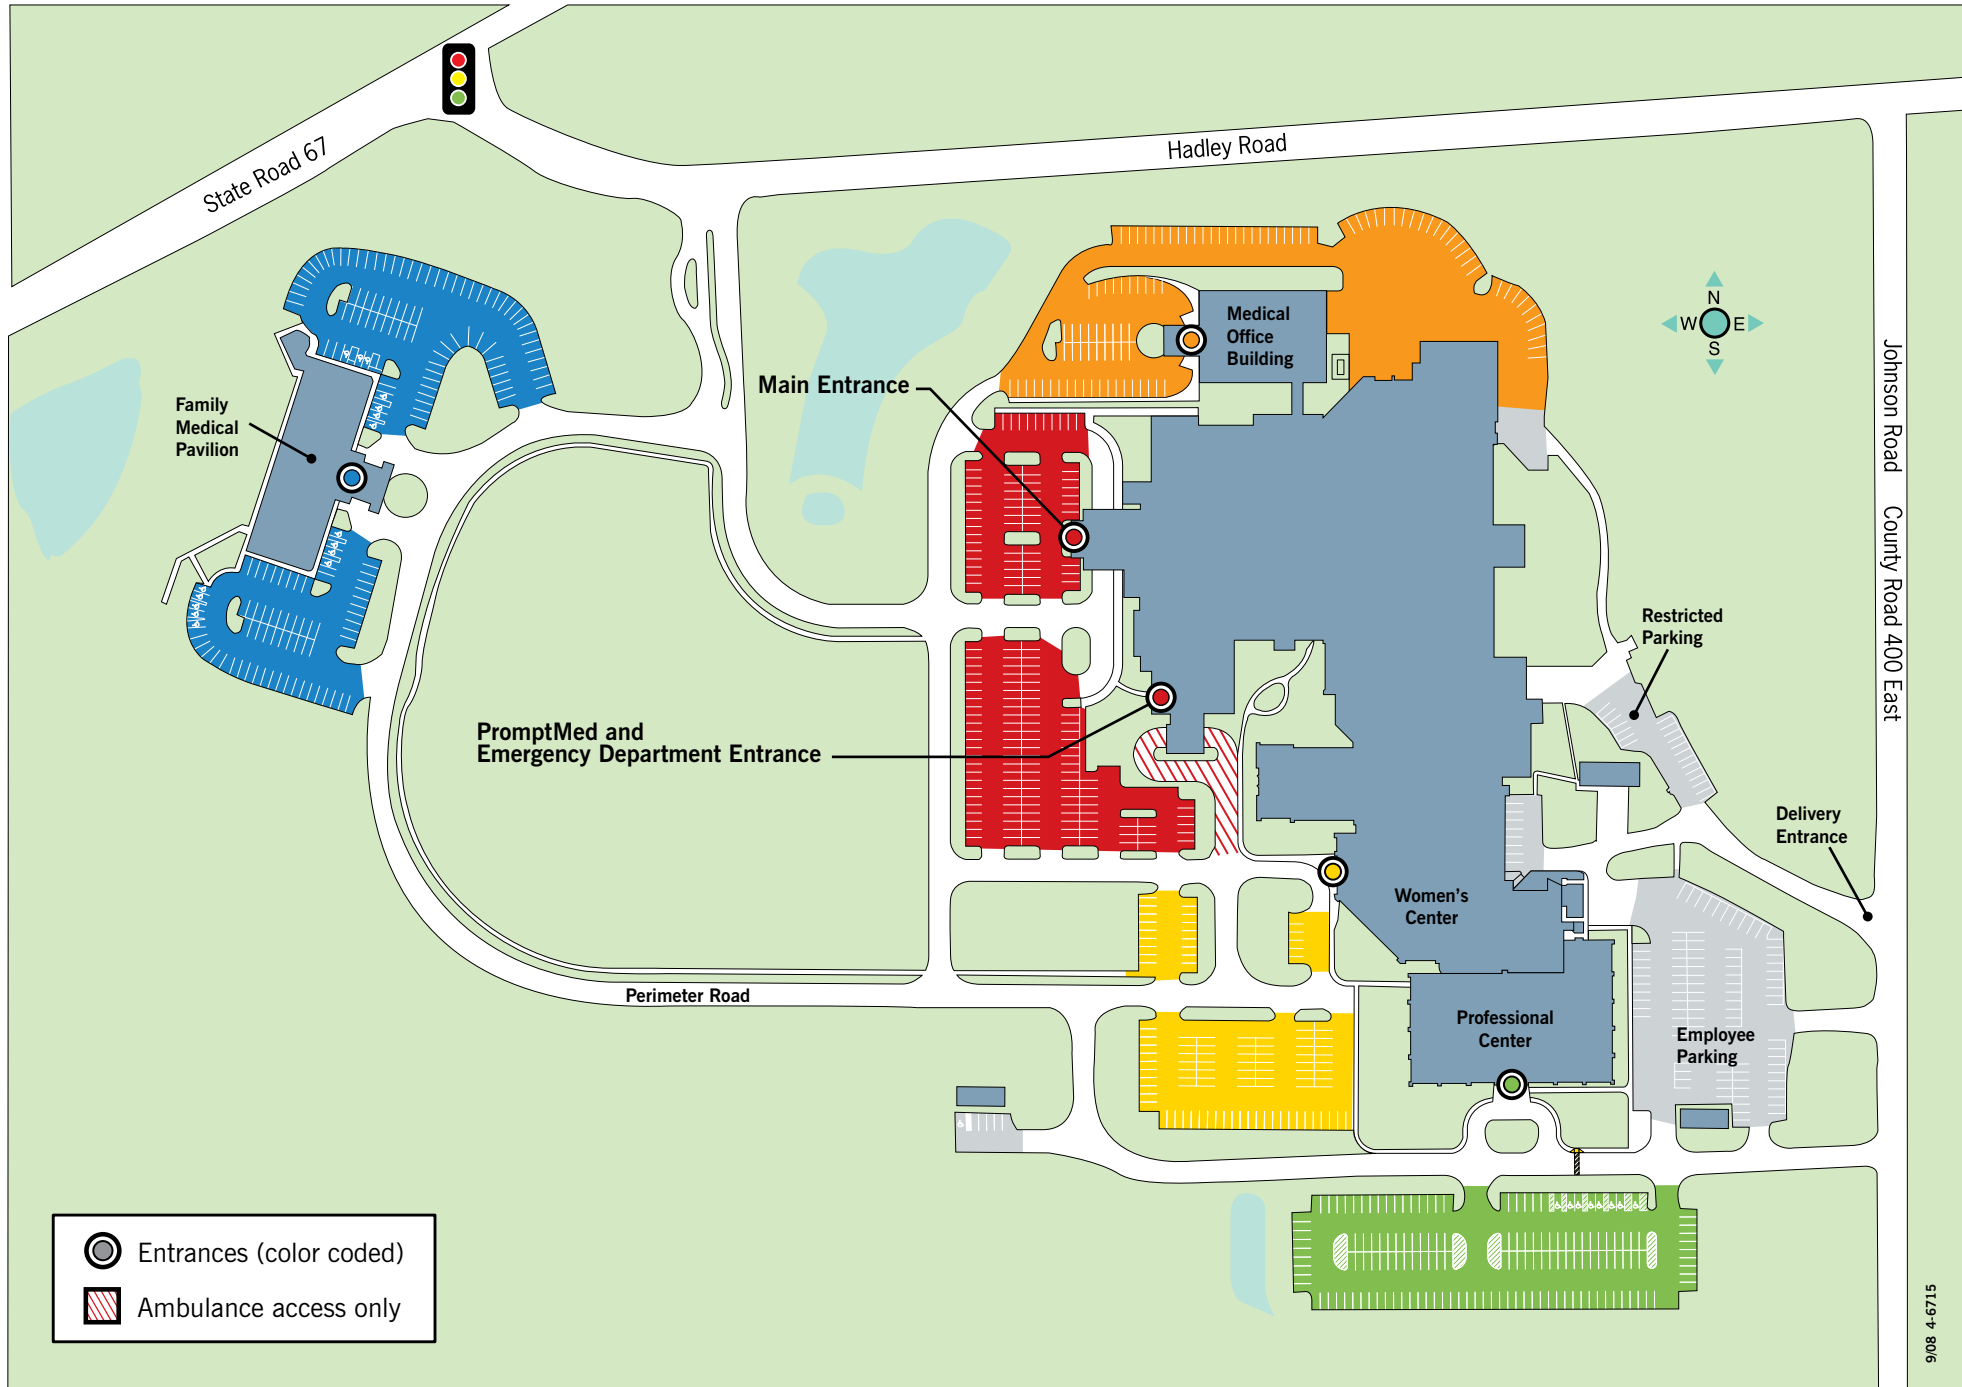 State Road 67
Hadley Road
Medical
Office
Building
N
W
E
S
Main Entrance
Family
Medical
Pavilion
Johnson Road County Road 400 East
Restricted
Parking
PromptMed and
Emergency Department Entrance
Delivery
Entrance
Women's
Center
Perimeter Road
Professional
Center
Employee
Parking
Entrances (color coded)
Ambulance access only
9/08 4-6715